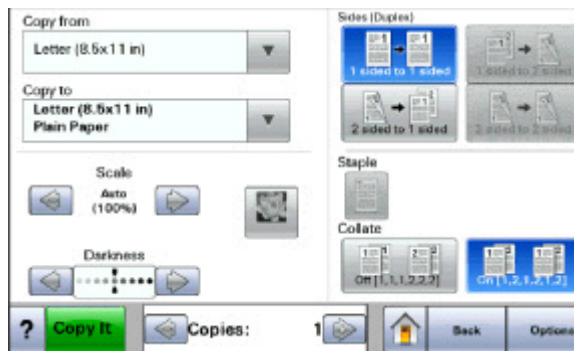 Copy from
Letter (8.5x11 in)
Copy to
Letter (8.5x11 in)
Plain Paper
Scale
Auto
(100%)
Darkness
Sides (Duplex)
1 sided to 1 sided
1 sided to 2 sided
2 sided to 1 sided
2 sided to 2 sided
Staple
Collate
Off [1,1,1,2,2,2]
On [1,2,1,2,1,2]
? Copy It
Copies: 1
Back
Options